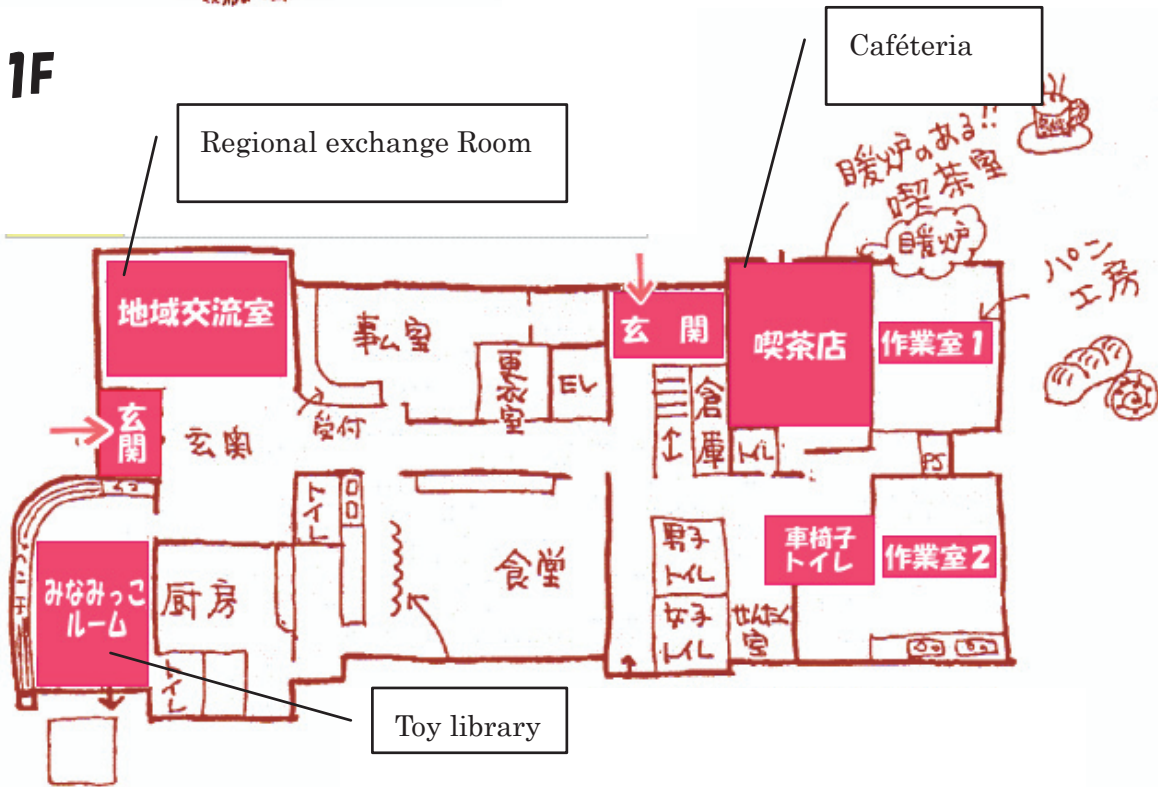 1F
Caféteria
Regional exchange Room
暖炉のある!!
喫茶室
暖炉
パン
工房
地域交流室
事ム室
更衣室
EV
玄 関
喫茶店
作業室1
玄関
玄関
受付
倉庫
トイレ
PS
トイレ
男子
トイレ
車椅子
トイレ
作業室2
食堂
ベンチ
みなみっこ
ルーム
厨房
女子
トイレ
せんたく
室
トイレ
Toy library